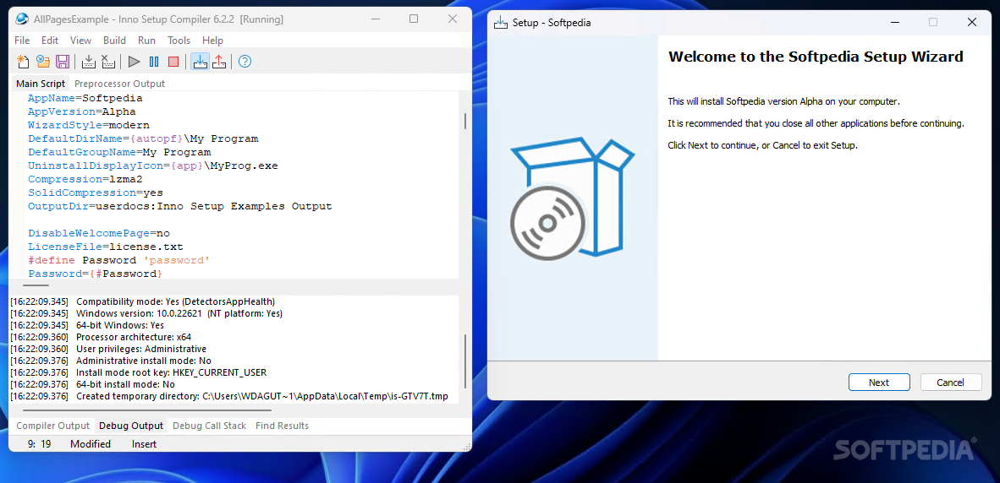 AllPagesExample - Inno Setup Compiler 6.2.2  [Running]
File Edit View Build Run Tools Help
Main Script Preprocessor Output
AppName=Softpedia
AppVersion=Alpha
WizardStyle=modern
DefaultDirName={autopf}\My Program
DefaultGroupName=My Program
UninstallDisplayIcon={app}\MyProg.exe
Compression=lzma2
SolidCompression=yes
OutputDir=userdocs:Inno Setup Examples Output
DisableWelcomePage=no
LicenseFile=license.txt
#define Password 'password'
Password={#Password}
[16:22:09.345] Compatibility mode: Yes (DetectorsAppHealth)
[16:22:09.345] Windows version: 10.0.22621  (NT platform: Yes)
[16:22:09.345] 64-bit Windows: Yes
[16:22:09.360] Processor architecture: x64
[16:22:09.360] User privileges: Administrative
[16:22:09.376] Administrative install mode: No
[16:22:09.376] Install mode root key: HKEY_CURRENT_USER
[16:22:09.376] 64-bit install mode: No
[16:22:09.376] Created temporary directory: C:\Users\WDAGUT~1\AppData\Local\Temp\is-GTV7T.tmp
Compiler Output Debug Output Debug Call Stack Find Results
9: 19 Modified Insert
Setup - Softpedia
Welcome to the Softpedia Setup Wizard
This will install Softpedia version Alpha on your computer.
It is recommended that you close all other applications before continuing.
Click Next to continue, or Cancel to exit Setup.
Next Cancel
SOFTPEDIA®